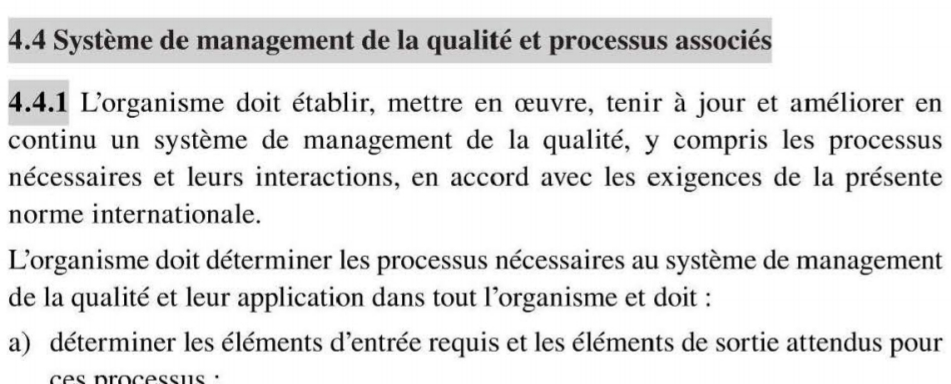 4.4 Système de management de la qualité et processus associés
4.4.1 L’organisme doit établir, mettre en œuvre, tenir à jour et améliorer en
continu un système de management de la qualité, y compris les processus
nécessaires et leurs interactions, en accord avec les exigences de la présente
norme internationale.
L’organisme doit déterminer les processus nécessaires au système de management
de la qualité et leur application dans tout l’organisme et doit :
a) déterminer les éléments d’entrée requis et les éléments de sortie attendus pour
ces processus ;